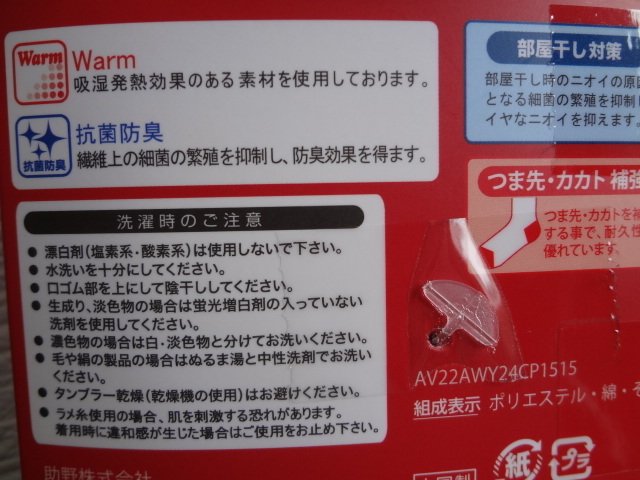 Warm
Warm
吸湿発熱効果のある素材を使用しております。
抗菌防臭
抗菌防臭
繊維上の細菌の繁殖を抑制し、防臭効果を得ます。
部屋干し対策
部屋干し時のニオイの原因
となる細菌の繁殖を抑制し
イヤなニオイを抑えます。
つま先・カカト 補強
つま先・カカトを補
する事で、耐久性
優れています。
洗濯時のご注意
● 漂白剤(塩素系・酸素系)は使用しないで下さい。
● 水洗いを十分にしてください。
● 口ゴム部を上にして陰干ししてください。
● 生成り、淡色物の場合は蛍光増白剤の入っていない
洗剤を使用してください。
● 濃色物の場合は白・淡色物と分けてお洗いください。
● 毛や絹の製品の場合はぬるま湯と中性洗剤でお洗い
ください。
● タンブラー乾燥(乾燥機の使用)はお避けください。
● ラメ糸使用の場合、肌を刺激する恐れがあります。
着用時に違和感が生じた場合はご使用をお止め下さい。
AV22AWY24CP1515
組成表示 ポリエステル・綿・そ
助野株式会社
中国製
紙
プラ